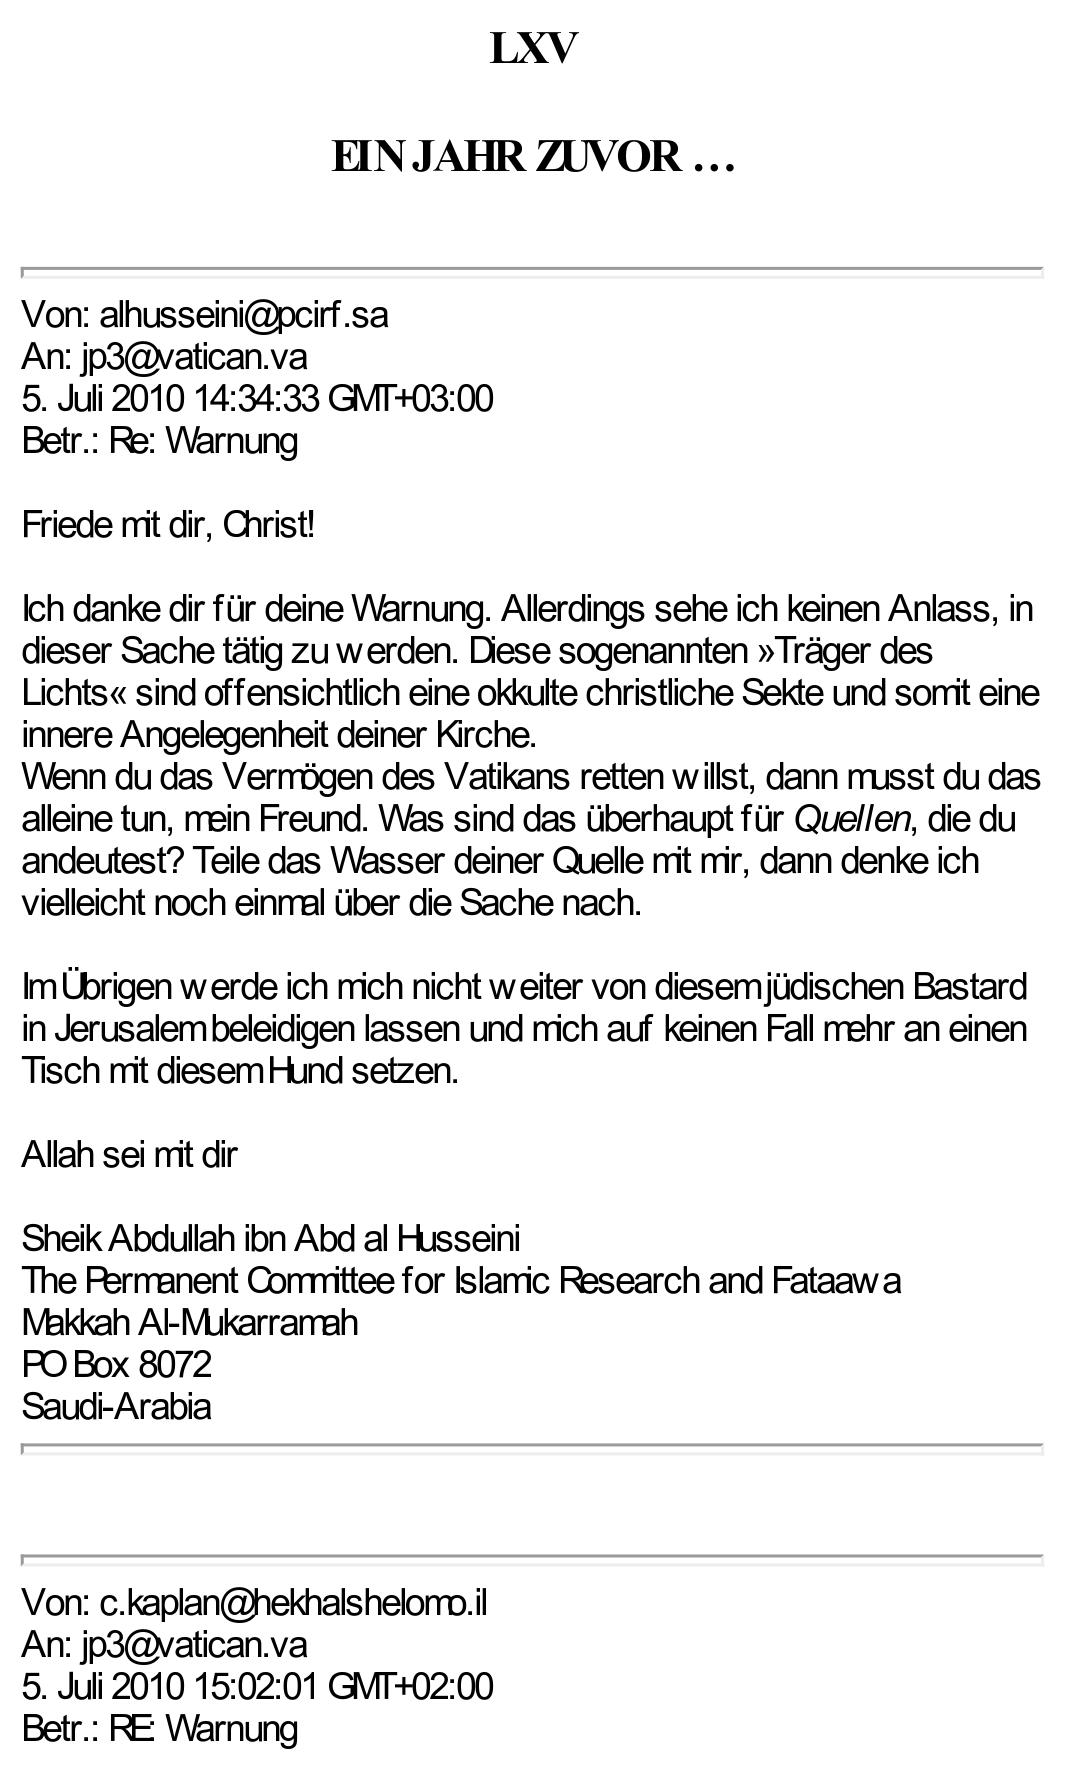 LXV
EIN JAHR ZUVOR …
Von: alhusseini@pcirf.sa
An: jp3@vatican.va
5. Juli 2010 14:34:33 GMT+03:00
Betr.: Re: Warnung
Friede mit dir, Christ!
Ich danke dir für deine Warnung. Allerdings sehe ich keinen Anlass, in
dieser Sache tätig zu werden. Diese sogenannten »Träger des
Lichts« sind offensichtlich eine okkulte christliche Sekte und somit eine
innere Angelegenheit deiner Kirche.
Wenn du das Vermögen des Vatikans retten willst, dann musst du das
alleine tun, mein Freund. Was sind das überhaupt für Quellen, die du
andeutest? Teile das Wasser deiner Quelle mit mir, dann denke ich
vielleicht noch einmal über die Sache nach.
Im Übrigen werde ich mich nicht weiter von diesem jüdischen Bastard
in Jerusalem beleidigen lassen und mich auf keinen Fall mehr an einen
Tisch mit diesem Hund setzen.
Allah sei mit dir
Sheik Abdullah ibn Abd al Husseini
The Permanent Committee for Islamic Research and Fataawa
Makkah Al-Mukarramah
PO Box 8072
Saudi-Arabia
Von: c.kaplan@hekhalshelomo.il
An: jp3@vatican.va
5. Juli 2010 15:02:01 GMT+02:00
Betr.: RE: Warnung